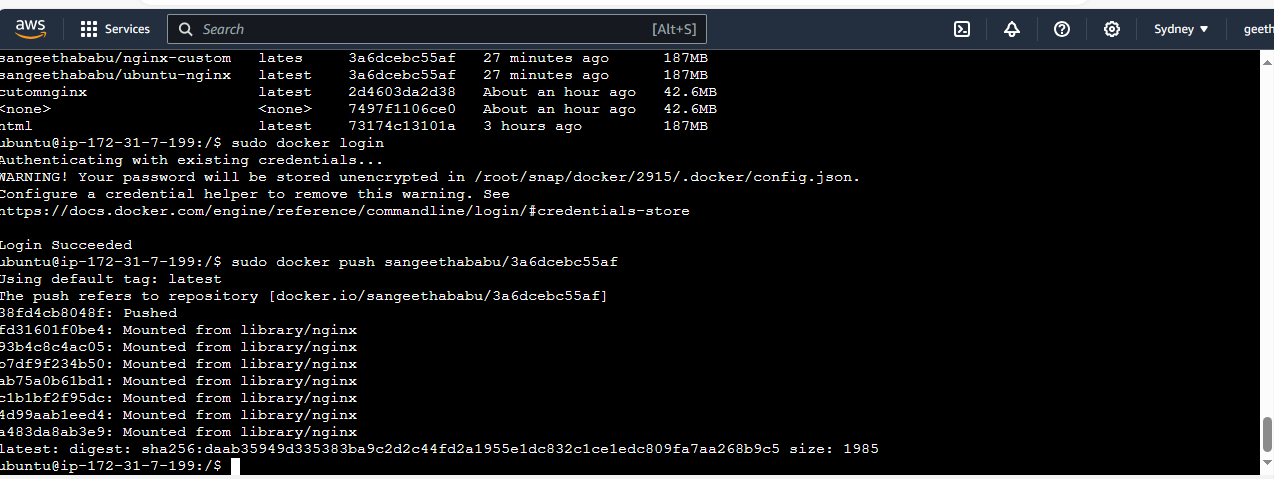 aws Services Search [Alt+S] Sydney geeth
sangeethababu/nginx-custom lates 3a6dcebc55af 27 minutes ago 187MB
sangeethababu/ubuntu-nginx latest 3a6dcebc55af 27 minutes ago 187MB
cutomnginx latest 2d4603da2d38 About an hour ago 42.6MB
<none> <none> 7497f1106ce0 About an hour ago 42.6MB
html latest 73174c13101a 3 hours ago 187MB
ubuntu@ip-172-31-7-199:/$ sudo docker login
Authenticating with existing credentials...
WARNING! Your password will be stored unencrypted in /root/snap/docker/2915/.docker/config.json.
Configure a credential helper to remove this warning. See
https://docs.docker.com/engine/reference/commandline/login/#credentials-store
Login Succeeded
ubuntu@ip-172-31-7-199:/$ sudo docker push sangeethababu/3a6dcebc55af
Using default tag: latest
The push refers to repository [docker.io/sangeethababu/3a6dcebc55af]
38fd4cb8048f: Pushed
fd31601f0be4: Mounted from library/nginx
93b4c8c4ac05: Mounted from library/nginx
b7df9f234b50: Mounted from library/nginx
ab75a0b61bd1: Mounted from library/nginx
c1b1bf2f95dc: Mounted from library/nginx
4d99aab1eed4: Mounted from library/nginx
a483da8ab3e9: Mounted from library/nginx
latest: digest: sha256:daab35949d335383ba9c2d2c44fd2a1955e1dc832c1ce1edc809fa7aa268b9c5 size: 1985
ubuntu@ip-172-31-7-199:/$